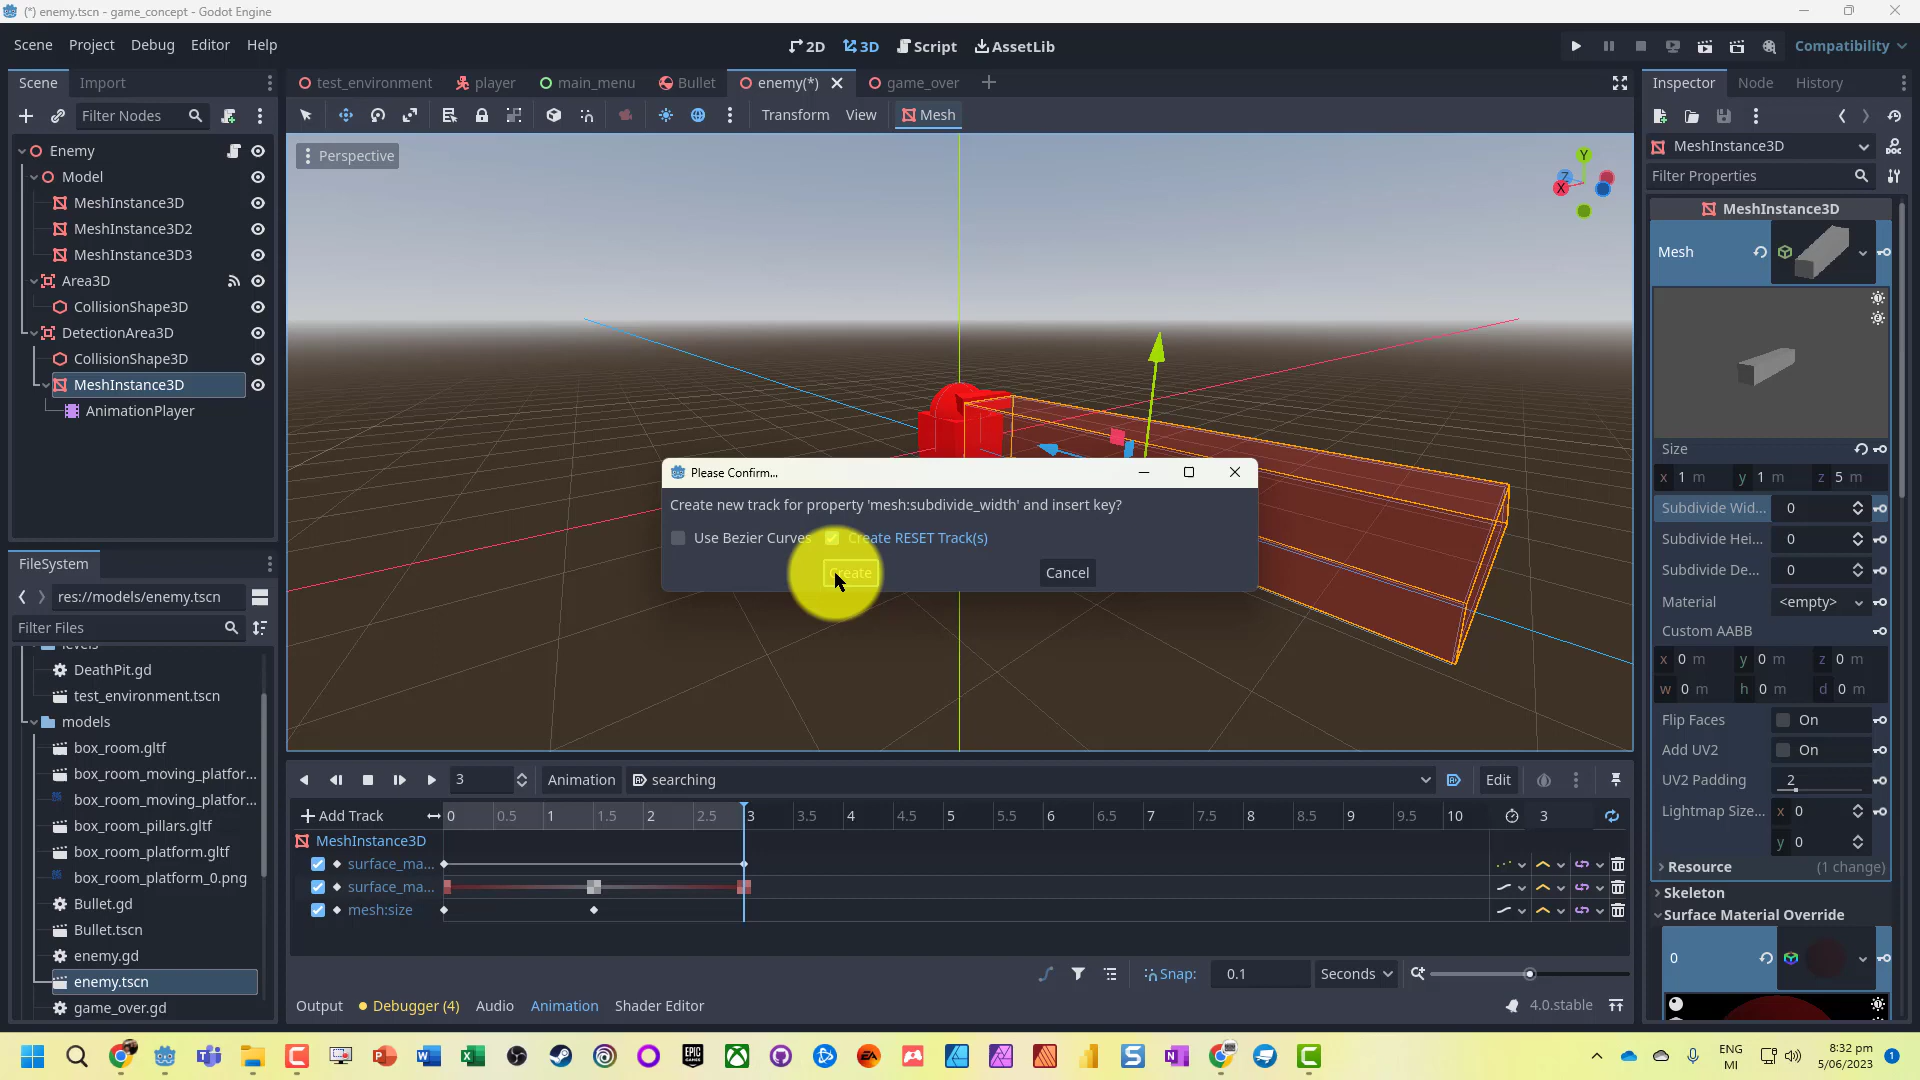 (*) enemy.tscn - game_concept - Godot Engine
Scene Project Debug Editor Help
2D 3D Script AssetLib
Compatibility
Scene Import
test_environment player main_menu Bullet enemy(*) game_over
Inspector Node History
Filter Nodes
Transform View Mesh
Perspective
Enemy
Model
MeshInstance3D
MeshInstance3D2
MeshInstance3D3
Area3D
CollisionShape3D
DetectionArea3D
CollisionShape3D
MeshInstance3D
AnimationPlayer
Y
Z
X
MeshInstance3D
Filter Properties
MeshInstance3D
Mesh
Size
x 1 m y 1 m z 5 m
Subdivide Wid... 0
Subdivide Hei... 0
Subdivide De... 0
Material <empty>
Custom AABB
x 0 m y 0 m z 0 m
w 0 m h 0 m d 0 m
Flip Faces On
Add UV2 On
UV2 Padding 2
Lightmap Size... x 0
y 0
Resource (1 change)
Skeleton
Surface Material Override
0
Please Confirm...
Create new track for property 'mesh:subdivide_width' and insert key?
Use Bezier Curves Create RESET Track(s)
Create Cancel
FileSystem
res://models/enemy.tscn
Filter Files
levels
DeathPit.gd
test_environment.tscn
models
box_room.gltf
box_room_moving_platfor...
box_room_moving_platfor...
box_room_pillars.gltf
box_room_platform.gltf
box_room_platform_0.png
Bullet.gd
Bullet.tscn
enemy.gd
enemy.tscn
game_over.gd
3 Animation searching Edit
Add Track 0 0.5 1 1.5 2 2.5 3 3.5 4 4.5 5 5.5 6 6.5 7 7.5 8 8.5 9 9.5 10 3
MeshInstance3D
surface_ma...
surface_ma...
mesh:size
Snap: 0.1 Seconds
Output Debugger (4) Audio Animation Shader Editor 4.0.stable
ENG
MI
8:32 pm
5/06/2023
1